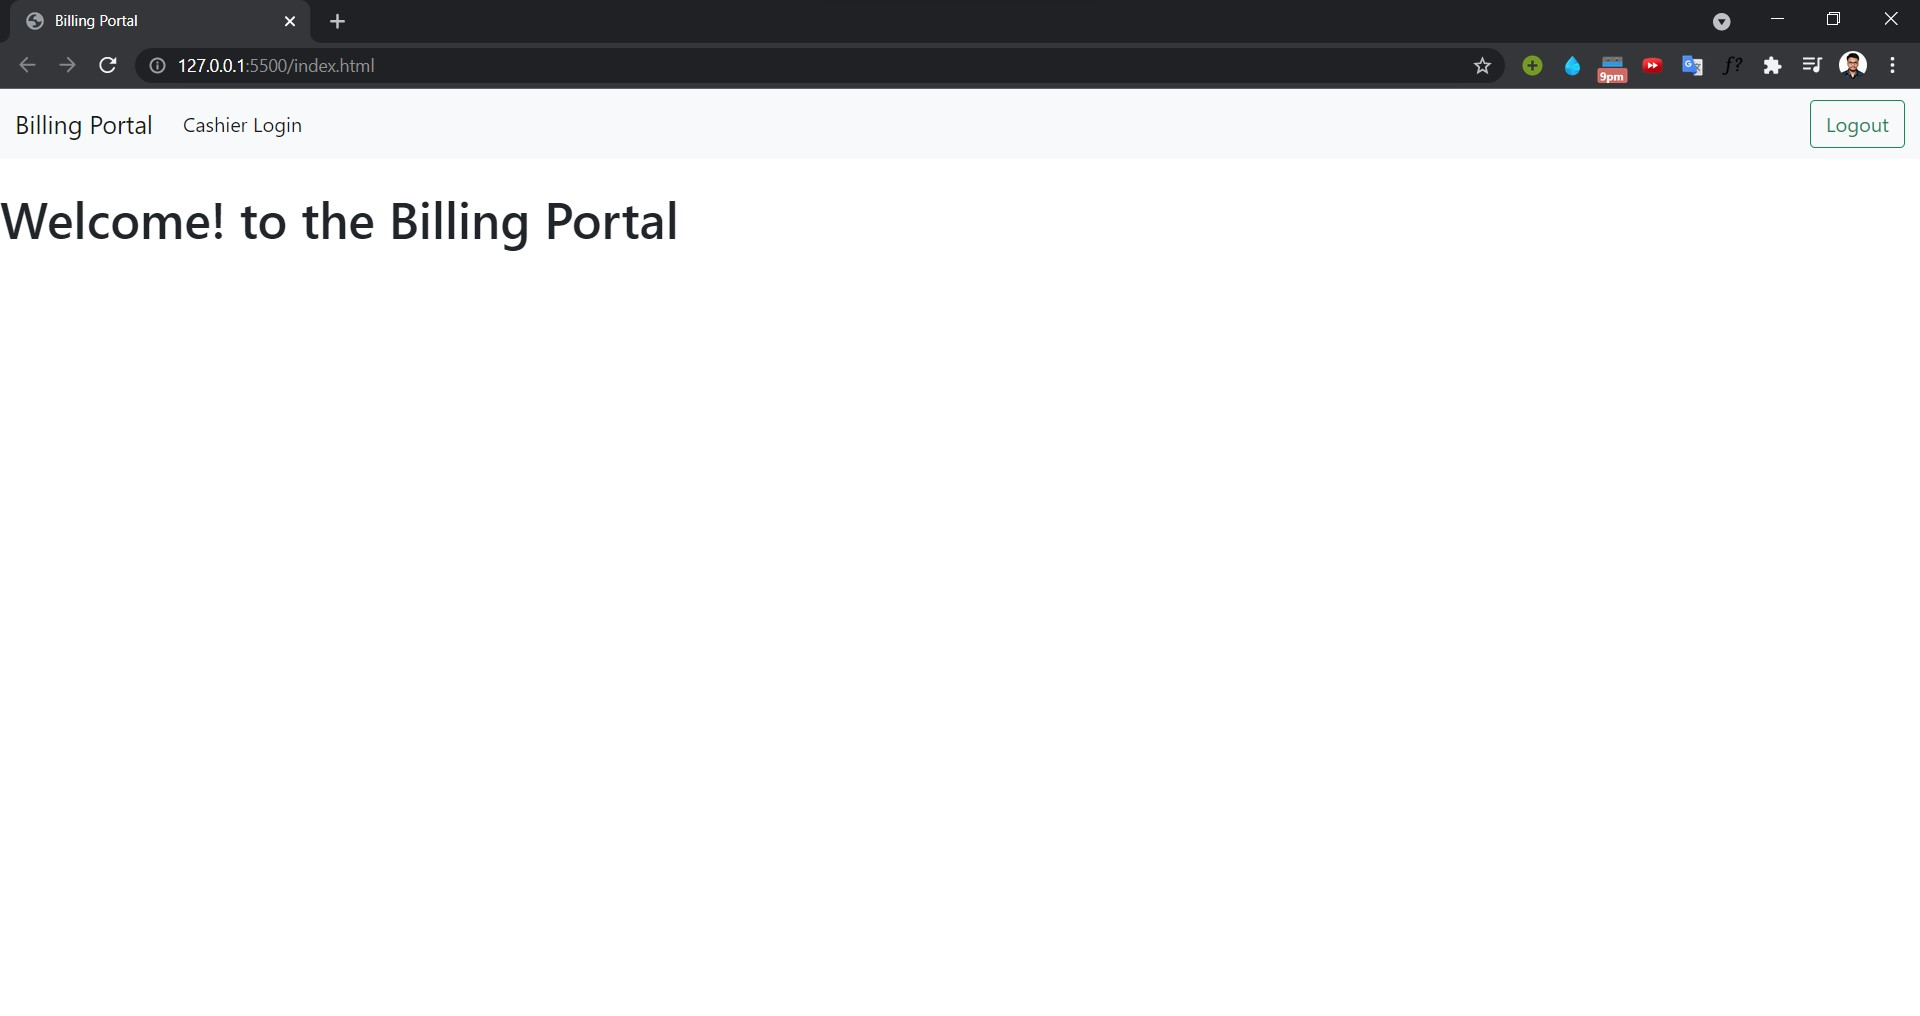 Billing Portal
127.0.0.1:5500/index.html
9pm
G
f?
Billing Portal Cashier Login Logout
Welcome! to the Billing Portal